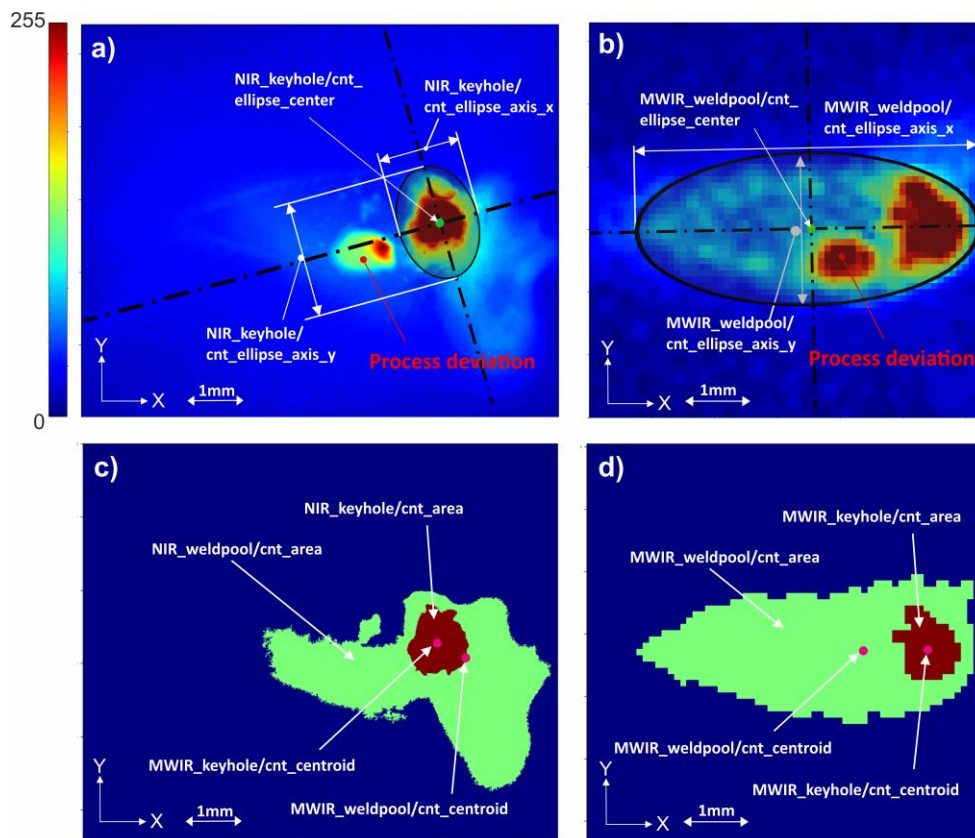 255
0
a)
NIR_keyhole/cnt_
ellipse_center
NIR_keyhole/
cnt_ellipse_axis_x
NIR_keyhole/
cnt_ellipse_axis_y
Process deviation
Y
X
1mm
b)
MWIR_weldpool/cnt_
ellipse_center
MWIR_weldpool/
cnt_ellipse_axis_x
MWIR_weldpool/
cnt_ellipse_axis_y
Process deviation
Y
X
1mm
c)
NIR_keyhole/cnt_area
NIR_weldpool/cnt_area
MWIR_keyhole/cnt_centroid
MWIR_weldpool/cnt_centroid
Y
X
1mm
d)
MWIR_keyhole/cnt_area
MWIR_weldpool/cnt_area
MWIR_weldpool/cnt_centroid
MWIR_keyhole/cnt_centroid
Y
X
1mm